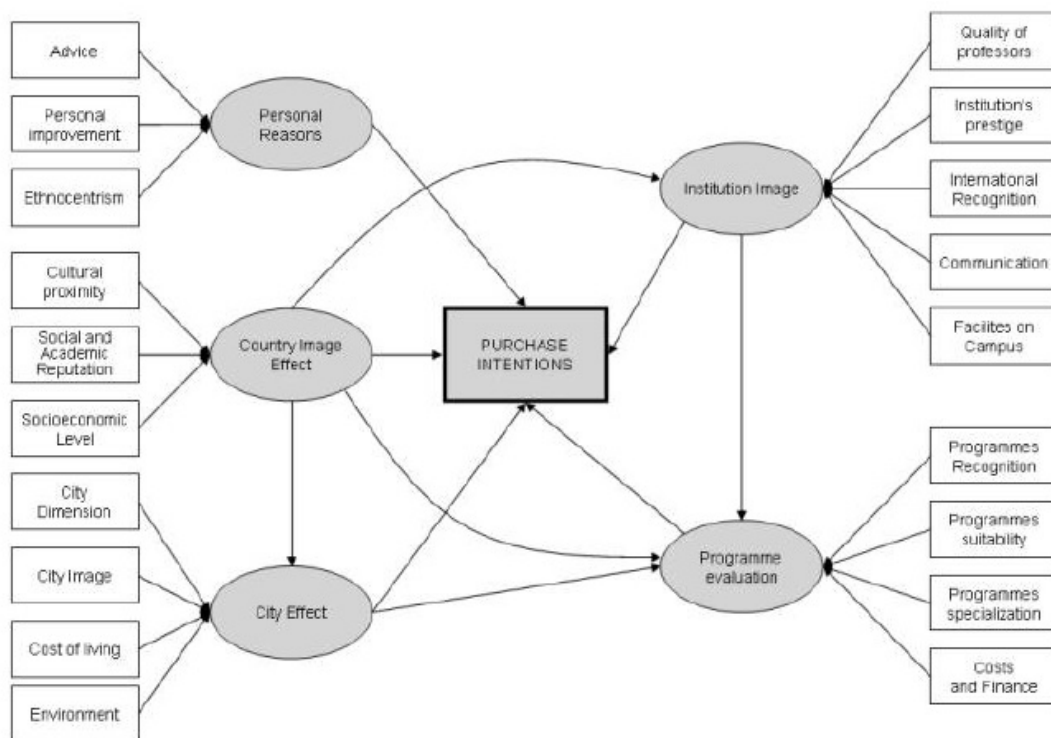 Advice
Personal
improvement
Ethnocentrism
Cultural
proximity
Social and
Academic
Reputation
Socioeconomic
Level
City
Dimension
City Image
Cost of living
Environment
Personal
Reasons
Country Image
Effect
City Effect
PURCHASE
INTENTIONS
Institution Image
Programme
evaluation
Quality of
professors
Institution's
prestige
International
Recognition
Communication
Facilites on
Campus
Programmes
Recognition
Programmes
suitability
Programmes
specialization
Costs
and Finance